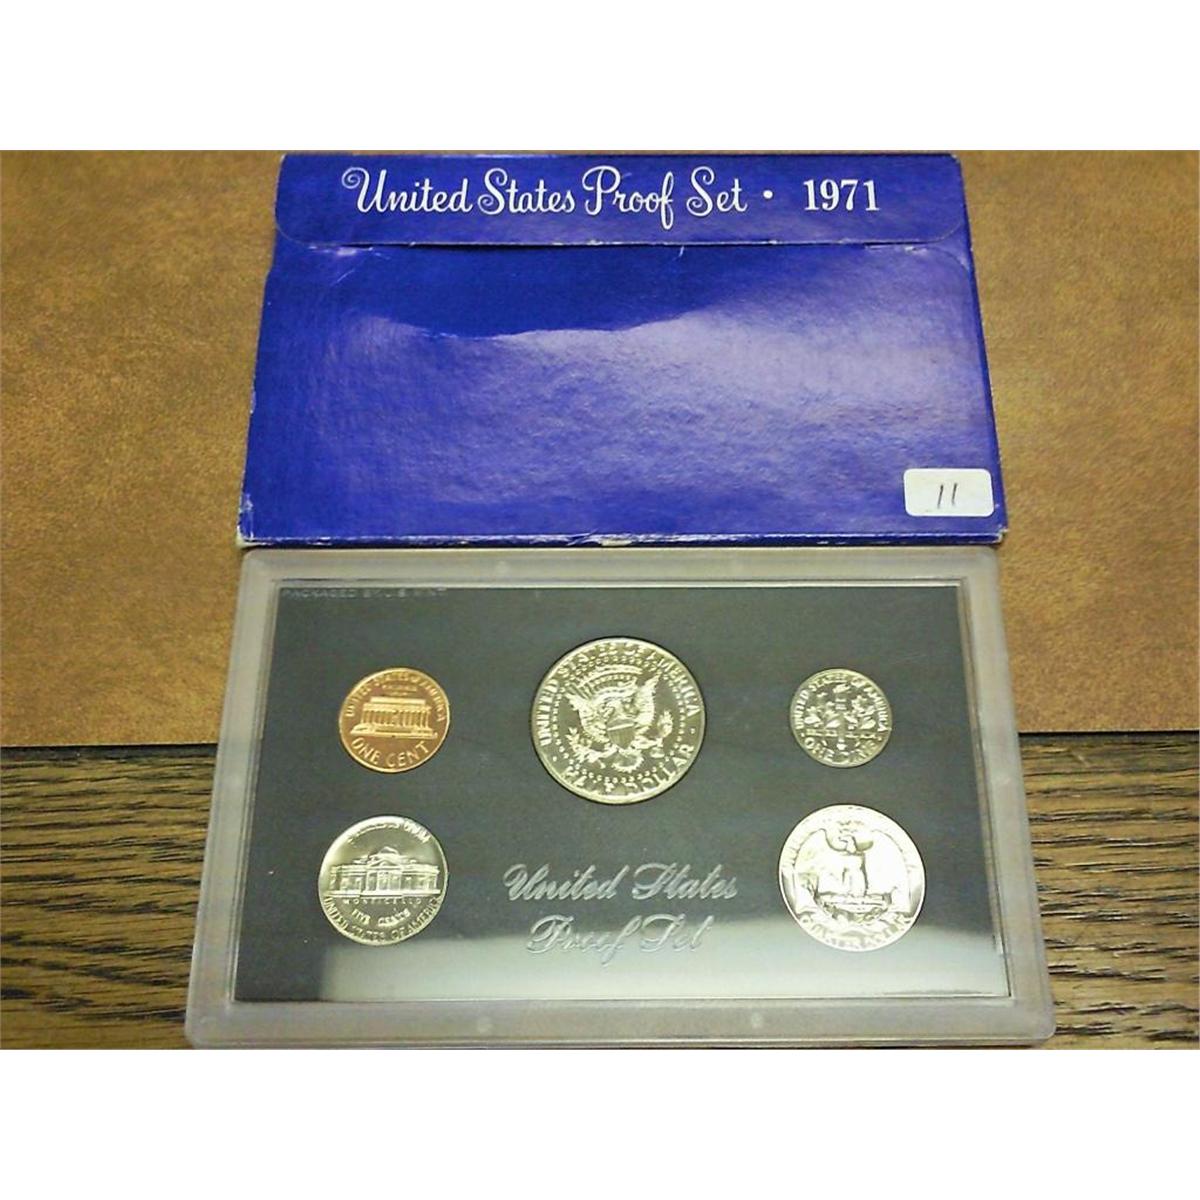 United States Proof Set · 1971
11
PACKAGED BY U S MINT
UNITED STATES OF AMERICA
ONE CENT
UNITED STATES OF AMERICA
HALF DOLLAR
UNITED STATES OF AMERICA
ONE DIME
MONTICELLO
FIVE CENTS
UNITED STATES OF AMERICA
United States
Proof Set
QUARTER DOLLAR